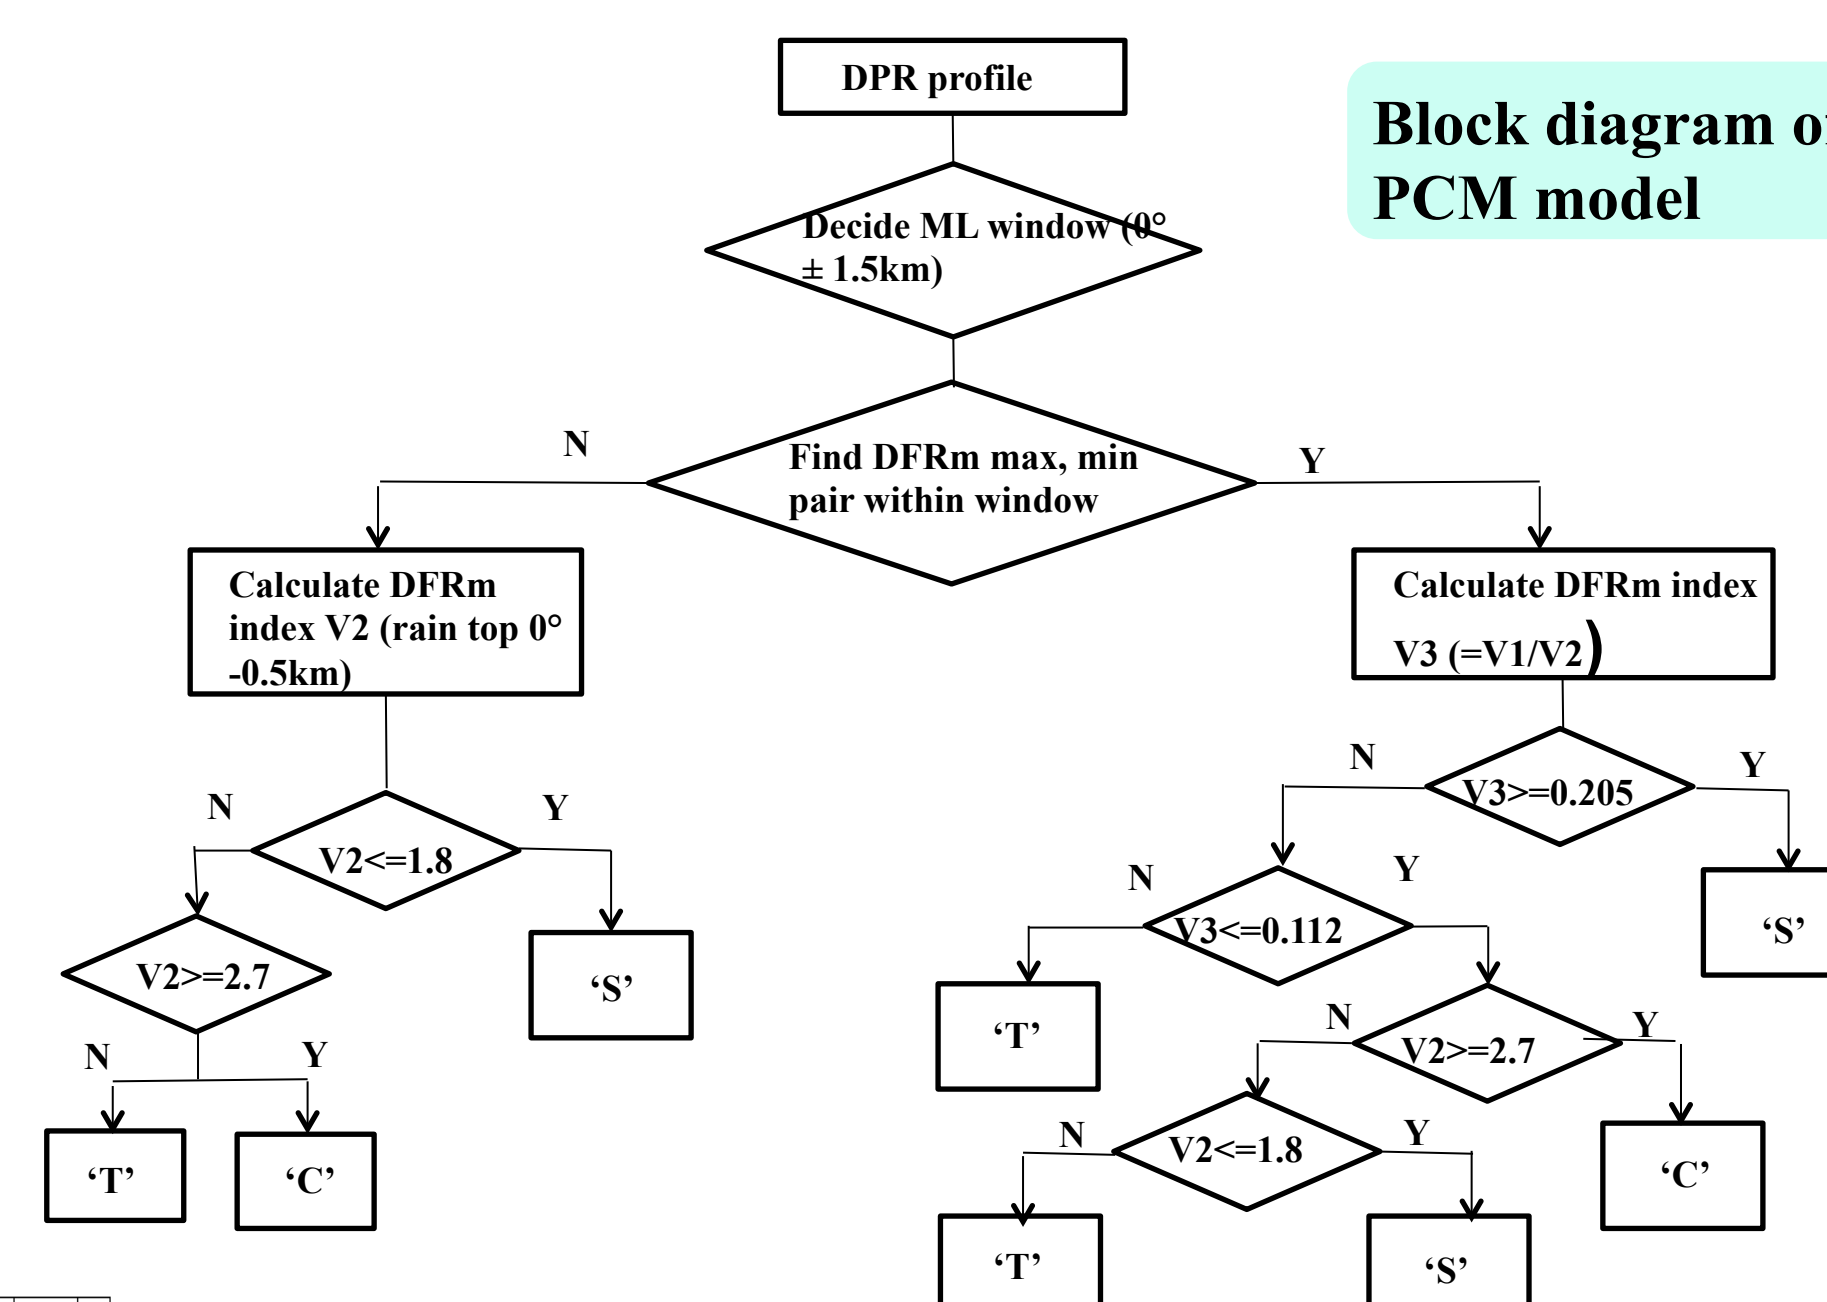 DPR profile
Block diagram of
PCM model
Decide ML window (0°
± 1.5km)
N
Find DFRm max, min
pair within window
Y
Calculate DFRm
index V2 (rain top 0°
-0.5km)
Calculate DFRm index
V3 (=V1/V2)
N
V3>=0.205
Y
N
V2<=1.8
Y
N
V3<=0.112
Y
‘S’
V2>=2.7
‘S’
‘T’
N
V2>=2.7
Y
N
Y
N
V2<=1.8
Y
‘C’
‘T’
‘C’
‘T’
‘S’